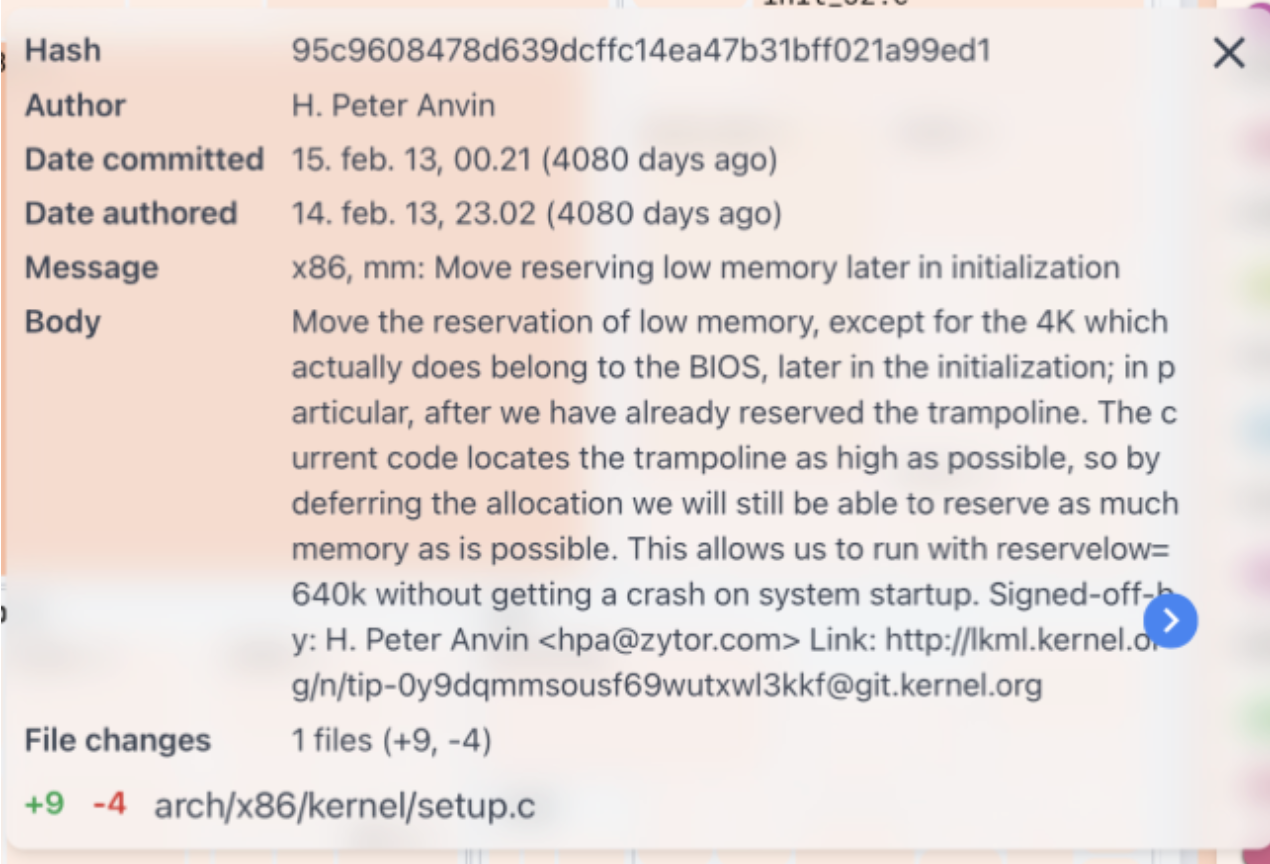 Hash 95c9608478d639dcffc14ea47b31bff021a99ed1
Author H. Peter Anvin
Date committed 15. feb. 13, 00.21 (4080 days ago)
Date authored 14. feb. 13, 23.02 (4080 days ago)
Message x86, mm: Move reserving low memory later in initialization
Body Move the reservation of low memory, except for the 4K which
actually does belong to the BIOS, later in the initialization; in p
articular, after we have already reserved the trampoline. The c
urrent code locates the trampoline as high as possible, so by
deferring the allocation we will still be able to reserve as much
memory as is possible. This allows us to run with reservelow=
640k without getting a crash on system startup. Signed-off-b
y: H. Peter Anvin <hpa@zytor.com> Link: http://lkml.kernel.or
g/n/tip-0y9dqmmsousf69wutxwl3kkf@git.kernel.org
File changes 1 files (+9, -4)
+9 -4 arch/x86/kernel/setup.c